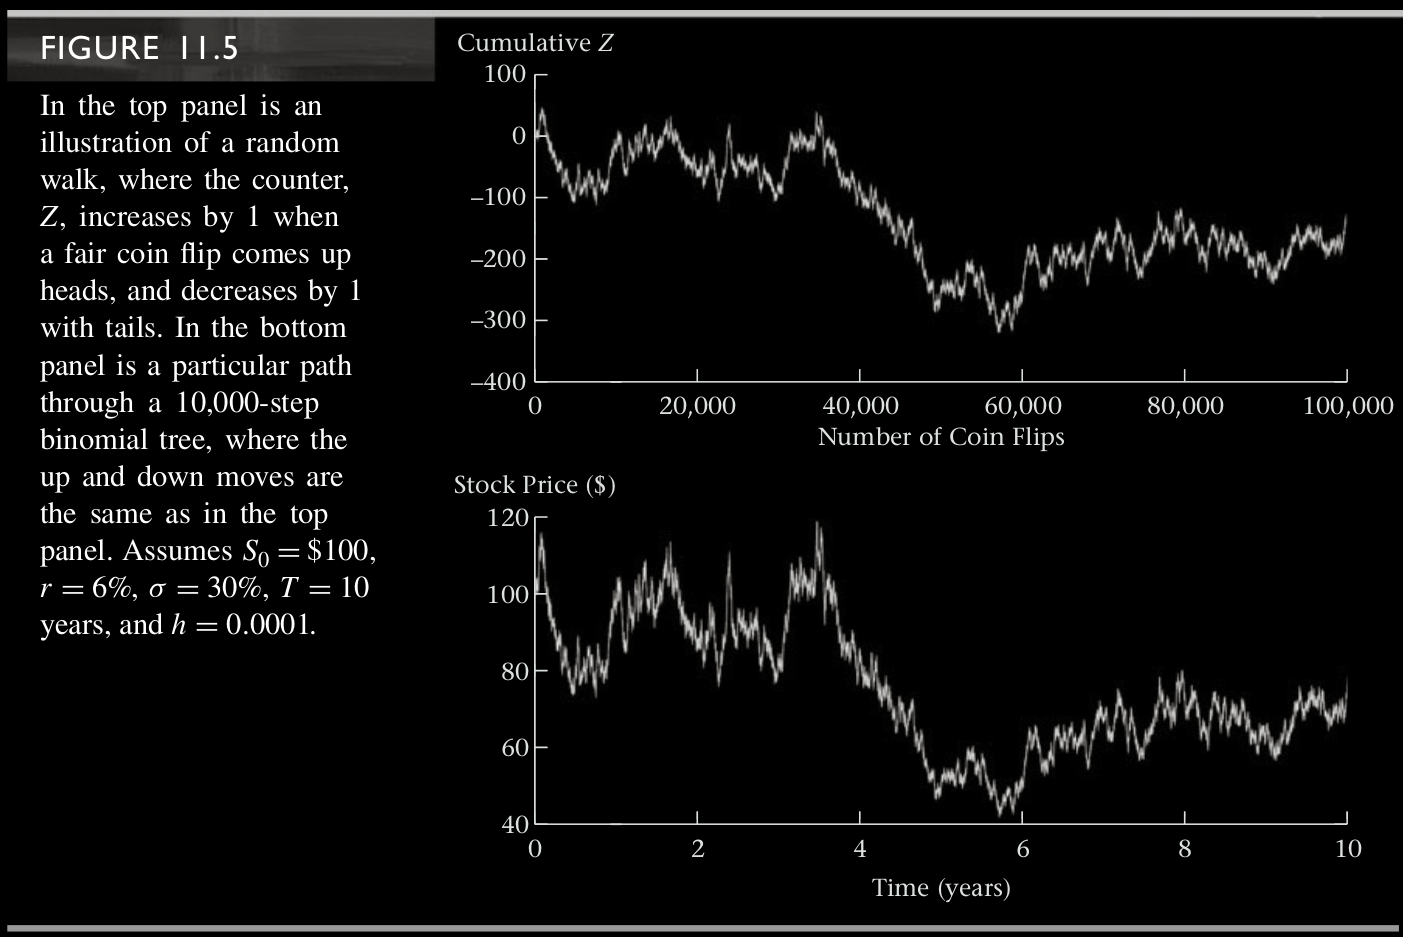 FIGURE 11.5
In the top panel is an
illustration of a random
walk, where the counter,
Z, increases by 1 when
a fair coin flip comes up
heads, and decreases by 1
with tails. In the bottom
panel is a particular path
through a 10,000-step
binomial tree, where the
up and down moves are
the same as in the top
panel. Assumes S₀ = $100,
r = 6%, σ = 30%, T = 10
years, and h = 0.0001.
Cumulative Z
100
0
–100
–200
–300
–400
0 20,000 40,000 60,000 80,000 100,000
Number of Coin Flips
Stock Price ($)
120
100
80
60
40
0 2 4 6 8 10
Time (years)